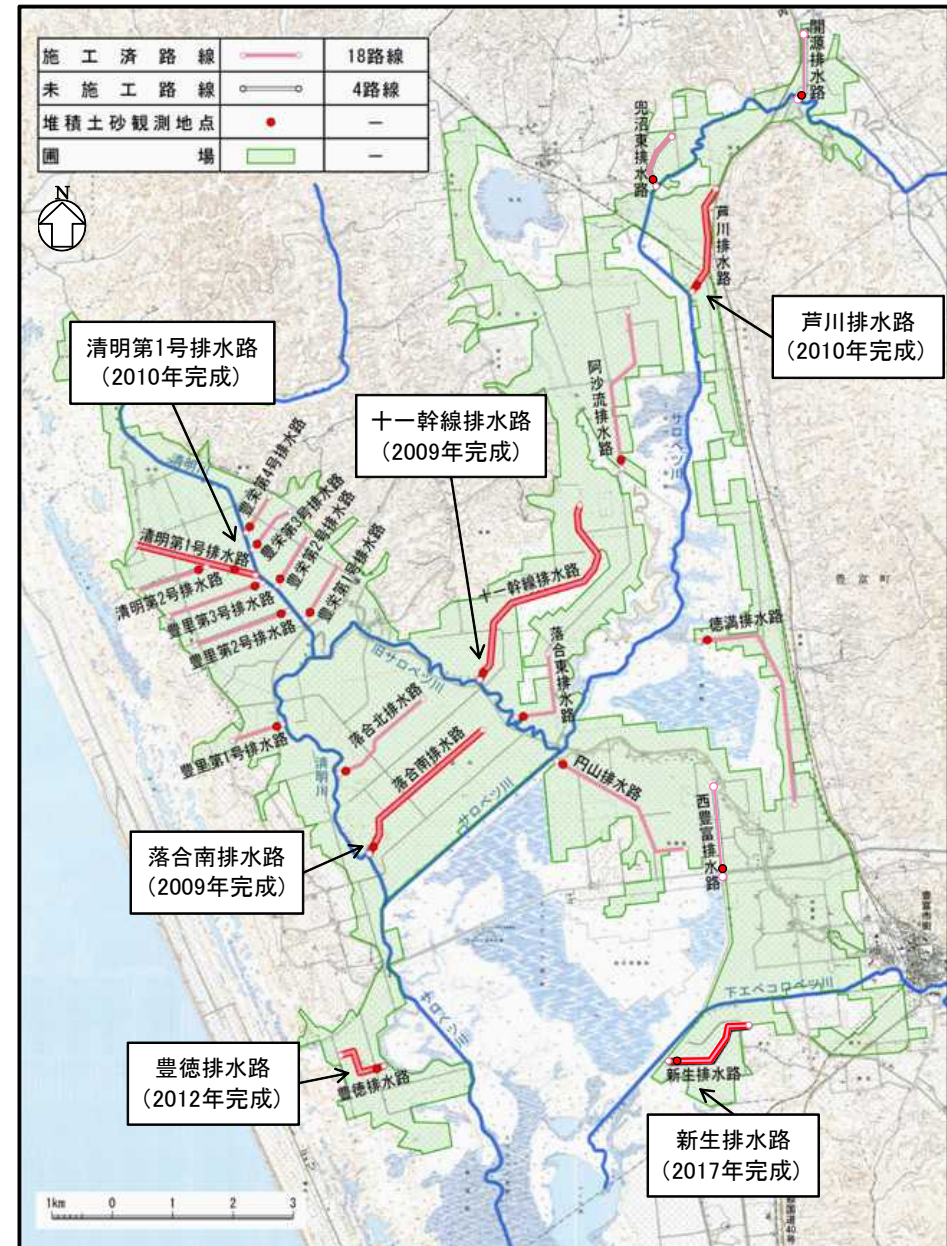 施工済路線 18路線
未施工路線 4路線
堆積土砂観測地点 －
圃場 －
N
開源排水路
兜沼東排水路
芦川排水路
芦川排水路
（2010年完成）
清明第1号排水路
（2010年完成）
十一幹線排水路
（2009年完成）
阿沙流排水路
サロベツ川
清明川
豊栄第4号排水路
豊栄第3号排水路
豊栄第2号排水路
豊栄第1号排水路
清明第1号排水路
清明第2号排水路
豊里第3号排水路
豊里第2号排水路
豊里第1号排水路
十一幹線排水路
豊富町
徳満排水路
旧サロベツ川
落合東排水路
落合北排水路
落合南排水路
清明川
サロベツ川
円山排水路
西豊富排水路
落合南排水路
（2009年完成）
豊富市街
下エベコロベツ川
サロベツ川
豊徳排水路
（2012年完成）
豊徳排水路
新生排水路
新生排水路
（2017年完成）
1km 0 1 2 3
国道40号